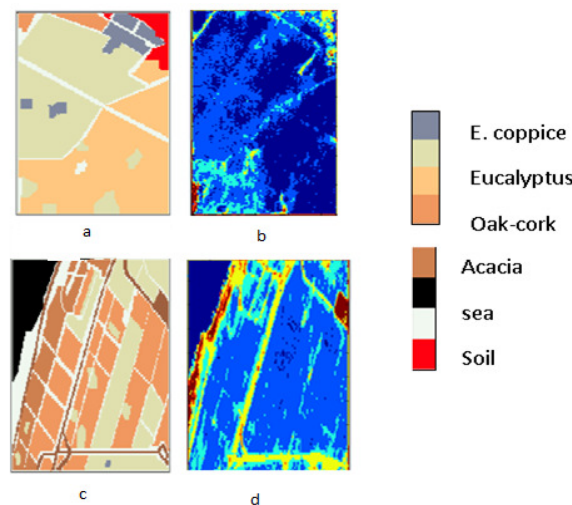 a
b
E. coppice
Eucalyptus
Oak-cork
Acacia
sea
Soil
c
d